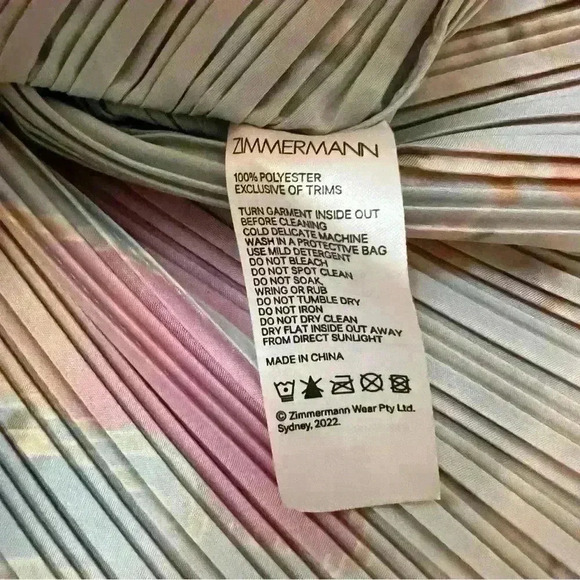 ZIMMERMANN
100% POLYESTER
EXCLUSIVE OF TRIMS
TURN GARMENT INSIDE OUT
BEFORE CLEANING
COLD DELICATE MACHINE
WASH IN A PROTECTIVE BAG
USE MILD DETERGENT
DO NOT BLEACH
DO NOT SPOT CLEAN
DO NOT SOAK,
WRING OR RUB
DO NOT TUMBLE DRY
DO NOT IRON
DO NOT DRY CLEAN
DRY FLAT INSIDE OUT AWAY
FROM DIRECT SUNLIGHT
MADE IN CHINA
© Zimmermann Wear Pty Ltd.
Sydney, 2022.